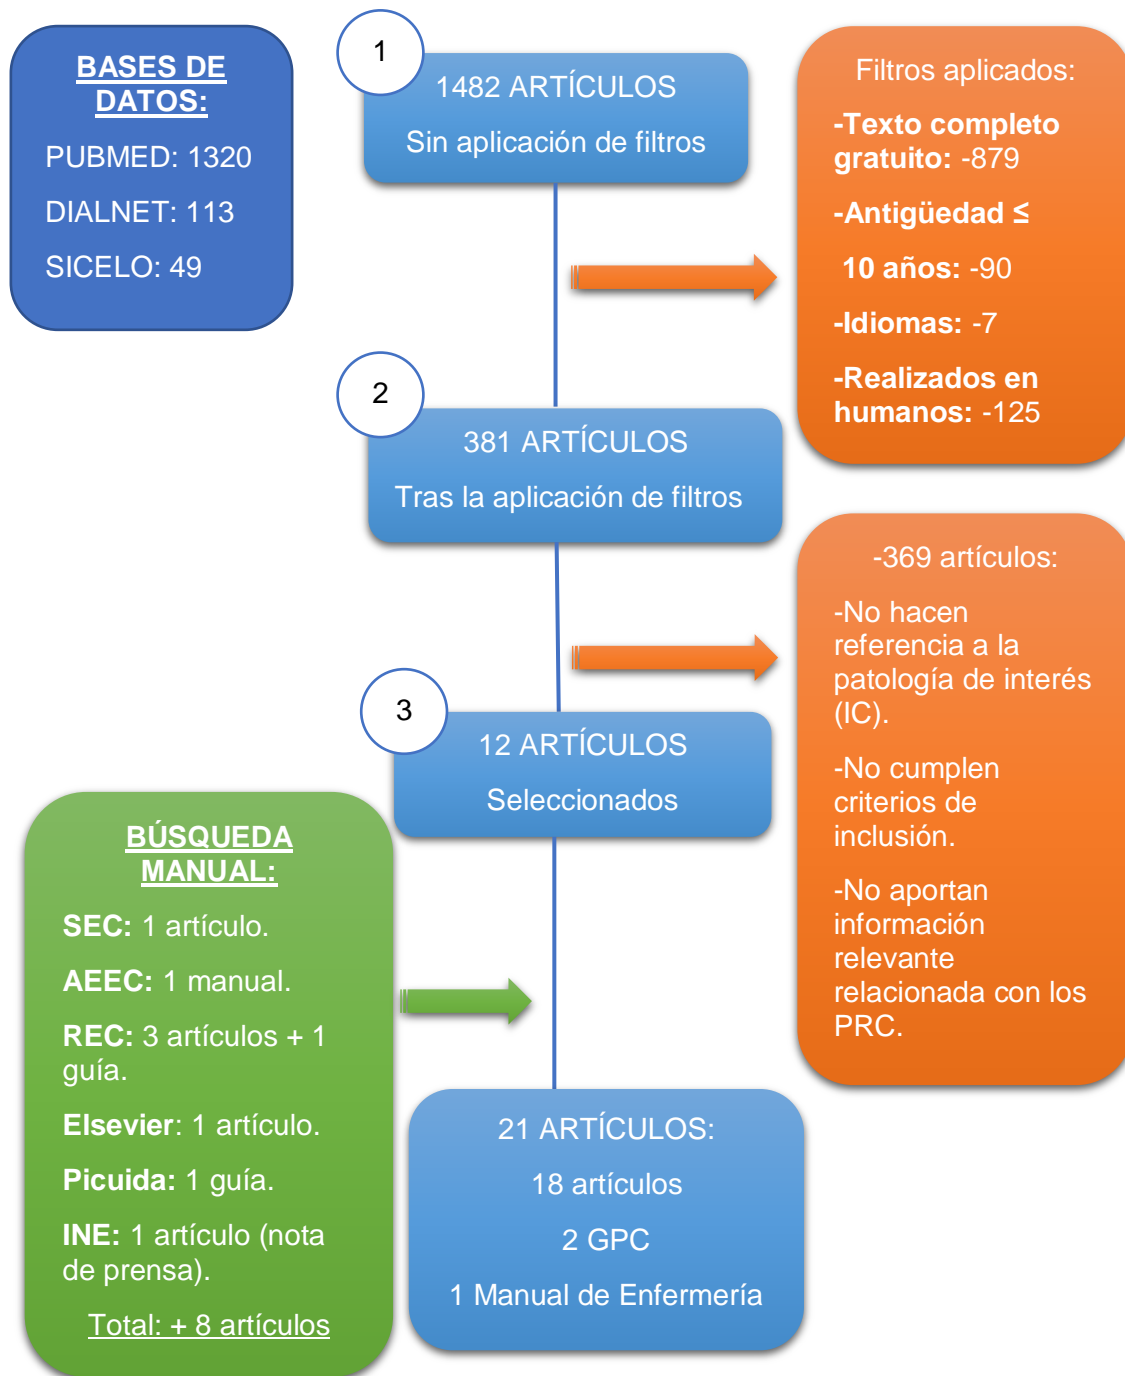 BASES DE
DATOS:
PUBMED: 1320
DIALNET: 113
SICELO: 49
1
1482 ARTÍCULOS
Sin aplicación de filtros
Filtros aplicados:
-Texto completo
gratuito: -879
-Antigüedad ≤
10 años: -90
-Idiomas: -7
-Realizados en
humanos: -125
2
381 ARTÍCULOS
Tras la aplicación de filtros
-369 artículos:
-No hacen
referencia a la
patología de interés
(IC).
-No cumplen
criterios de
inclusión.
-No aportan
información
relevante
relacionada con los
PRC.
3
12 ARTÍCULOS
Seleccionados
BÚSQUEDA
MANUAL:
SEC: 1 artículo.
AEEC: 1 manual.
REC: 3 artículos + 1
guía.
Elsevier: 1 artículo.
Picuida: 1 guía.
INE: 1 artículo (nota
de prensa).
Total: + 8 artículos
21 ARTÍCULOS:
18 artículos
2 GPC
1 Manual de Enfermería